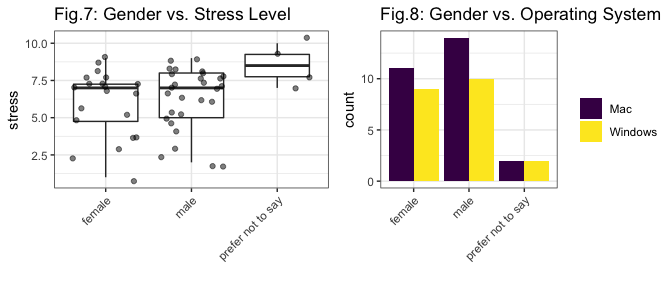 Fig.7: Gender vs. Stress Level
stress
10.0
7.5
5.0
2.5
female
male
prefer not to say
Fig.8: Gender vs. Operating System
count
10
5
0
female
male
prefer not to say
Mac
Windows